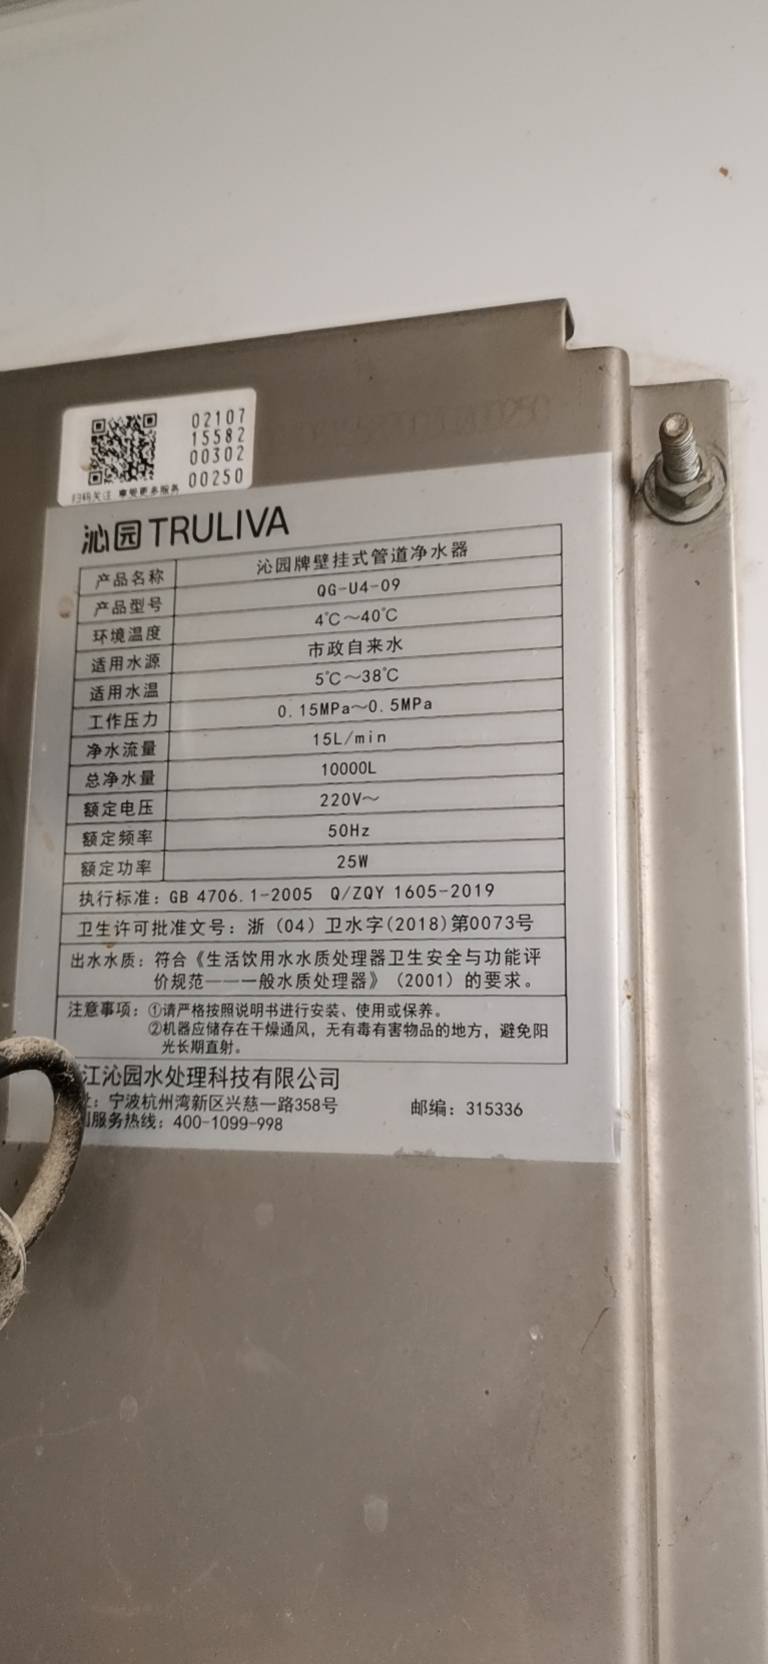 02107
15582
00302
00250
扫码关注 享受更多服务
沁园 TRULIVA
产品名称 沁园牌壁挂式管道净水器
产品型号 QG-U4-09
环境温度 4℃～40℃
适用水源 市政自来水
适用水温 5℃～38℃
工作压力 0.15MPa～0.5MPa
净水流量 15L/min
总净水量 10000L
额定电压 220V～
额定频率 50Hz
额定功率 25W
执行标准：GB 4706.1-2005 Q/ZQY 1605-2019
卫生许可批准文号：浙（04）卫水字(2018)第0073号
出水水质：符合《生活饮用水水质处理器卫生安全与功能评
价规范——一般水质处理器》（2001）的要求。
注意事项：①请严格按照说明书进行安装、使用或保养。
②机器应储存在干燥通风，无有毒有害物品的地方，避免阳
光长期直射。
江沁园水处理科技有限公司
址：宁波杭州湾新区兴慈一路358号 邮编：315336
服务热线：400-1099-998